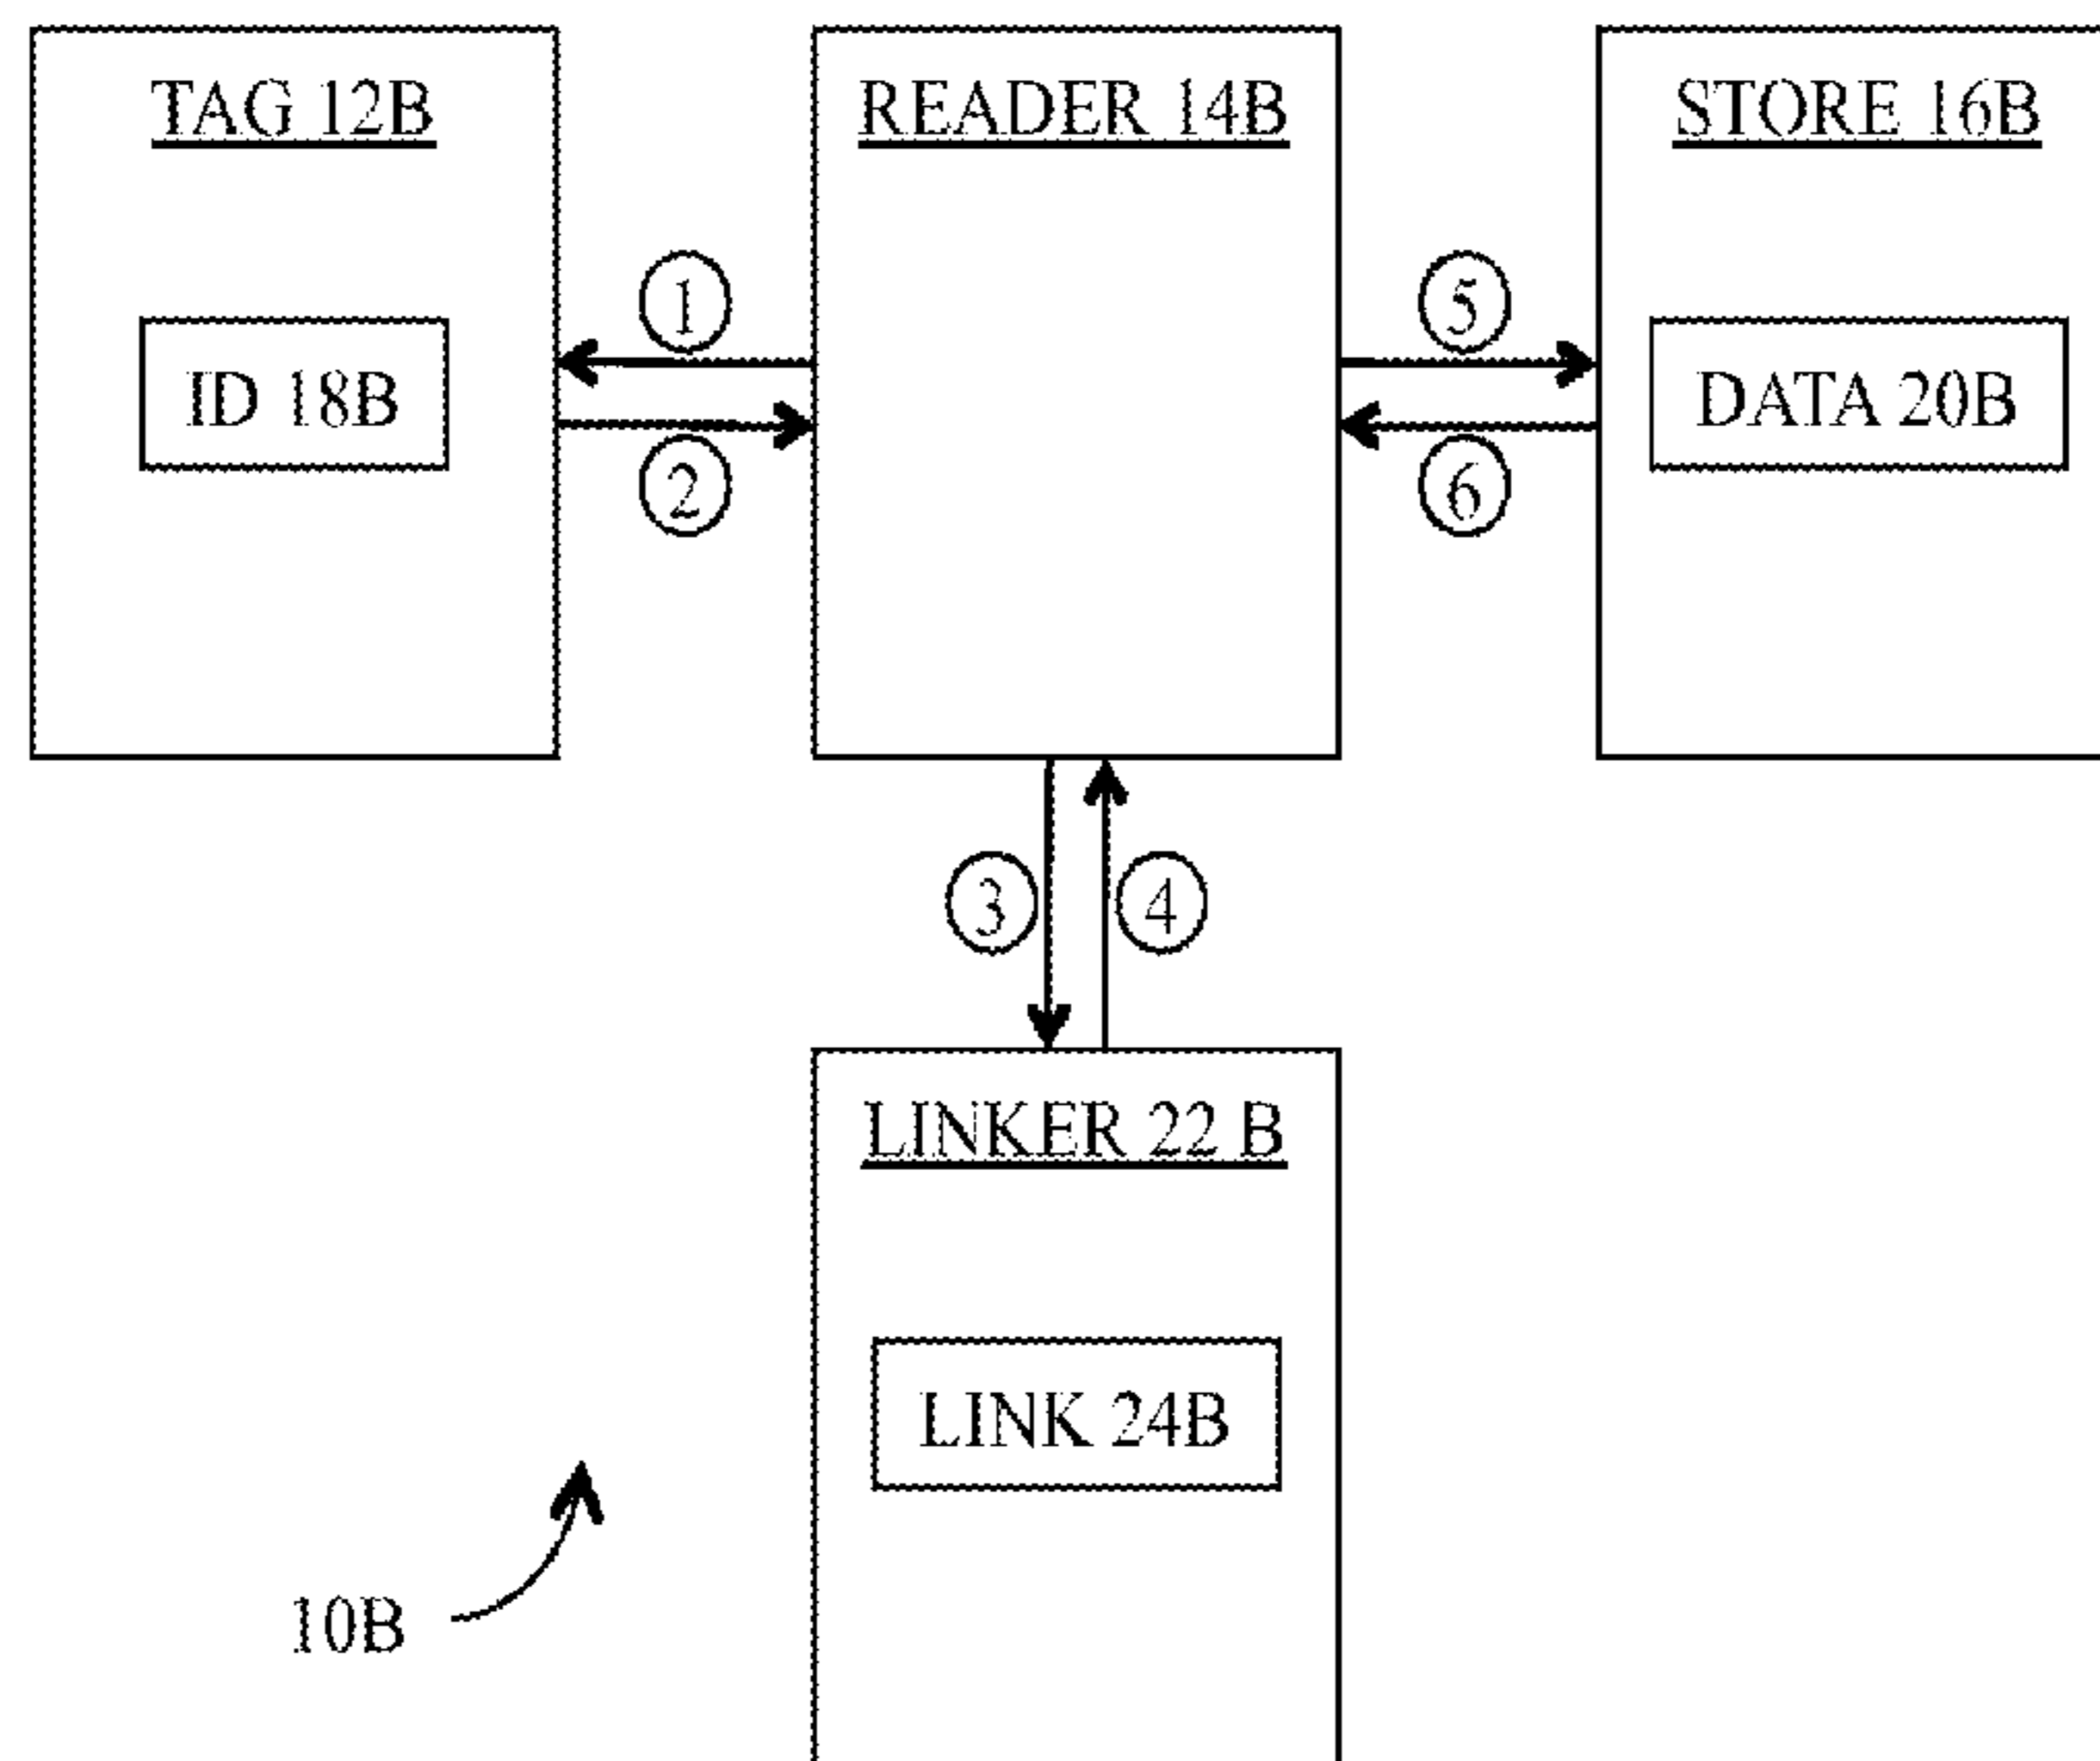 TAG 12B
READER 14B
STORE 16B
1
5
ID 18B
DATA 20B
2
6
3
4
LINKER 22 B
LINK 24B
10B